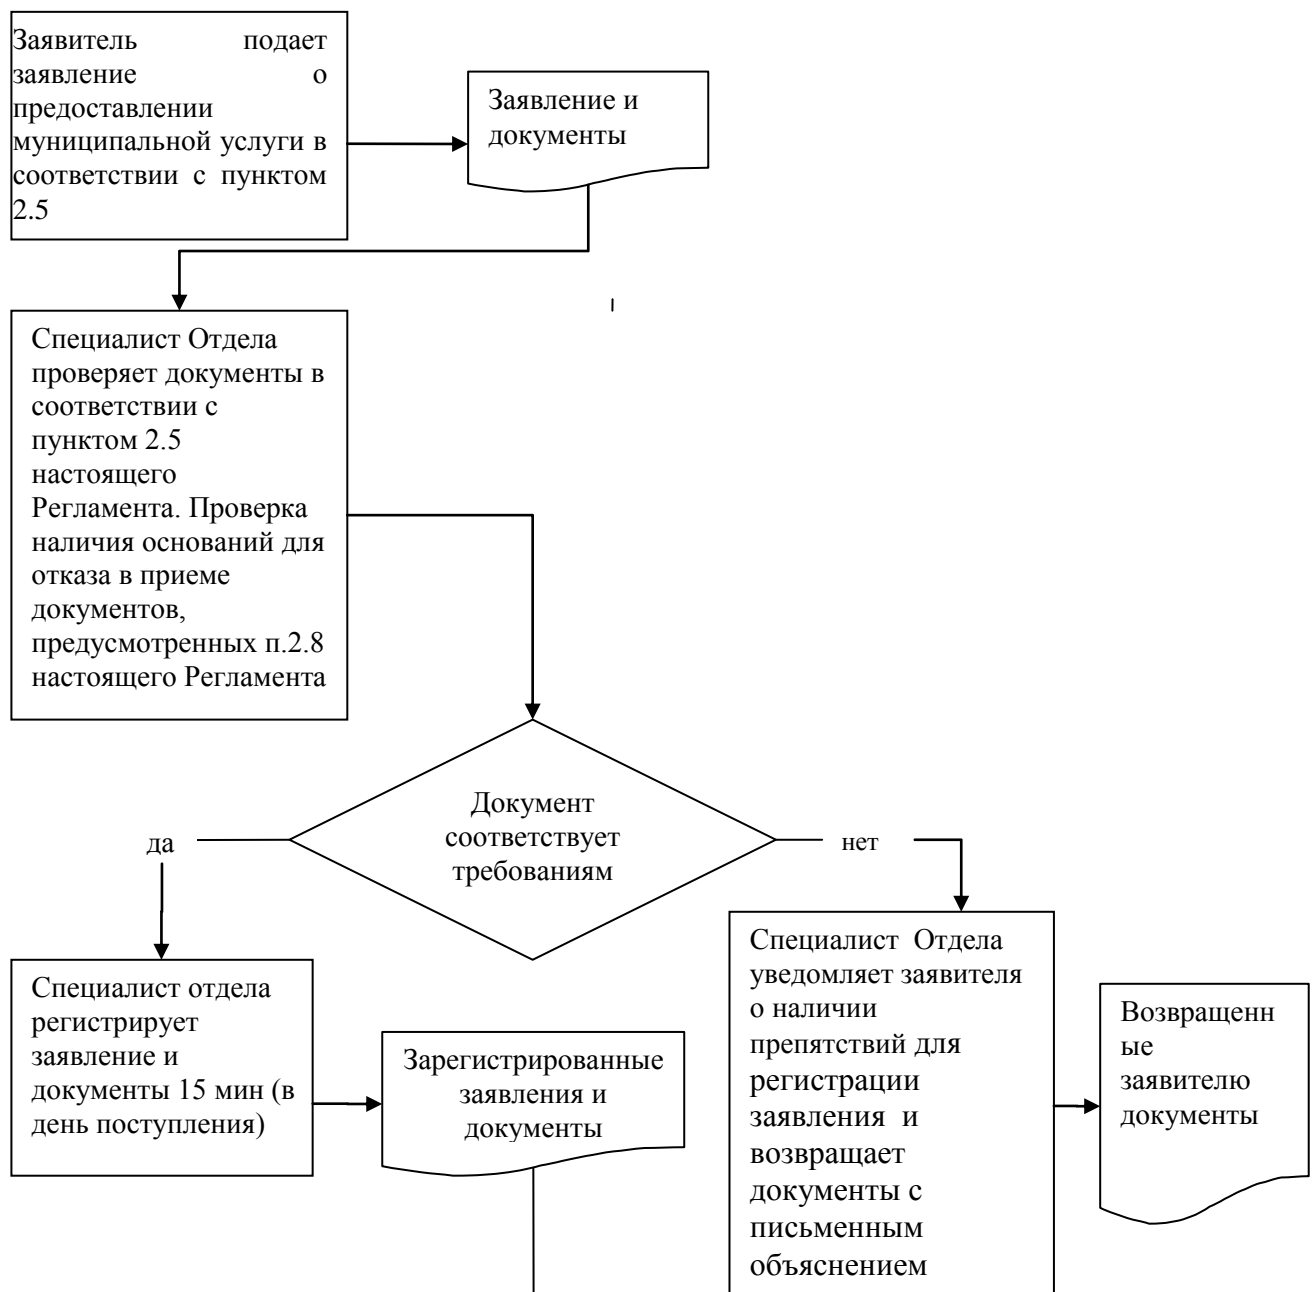 Заявитель подает
заявление о
предоставлении
муниципальной услуги в
соответствии с пунктом
2.5
Заявление и
документы
Специалист Отдела
проверяет документы в
соответствии с
пунктом 2.5
настоящего
Регламента. Проверка
наличия оснований для
отказа в приеме
документов,
предусмотренных п.2.8
настоящего Регламента
Документ
соответствует
требованиям
да
нет
Специалист отдела
регистрирует
заявление и
документы 15 мин (в
день поступления)
Зарегистрированные
заявления и
документы
Специалист Отдела
уведомляет заявителя
о наличии
препятствий для
регистрации
заявления и
возвращает
документы с
письменным
объяснением
Возвращенн
ые
заявителю
документы